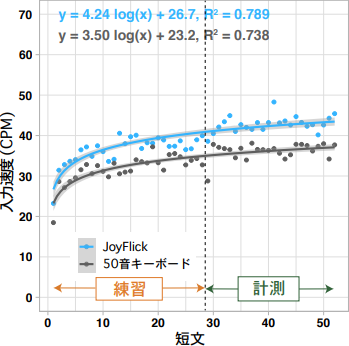 y = 4.24 log(x) + 26.7, R² = 0.789
y = 3.50 log(x) + 23.2, R² = 0.738
入力速度 (CPM)
70
60
50
40
30
20
10
0
JoyFlick
50音キーボード
練習
計測
0 10 20 30 40 50
短文